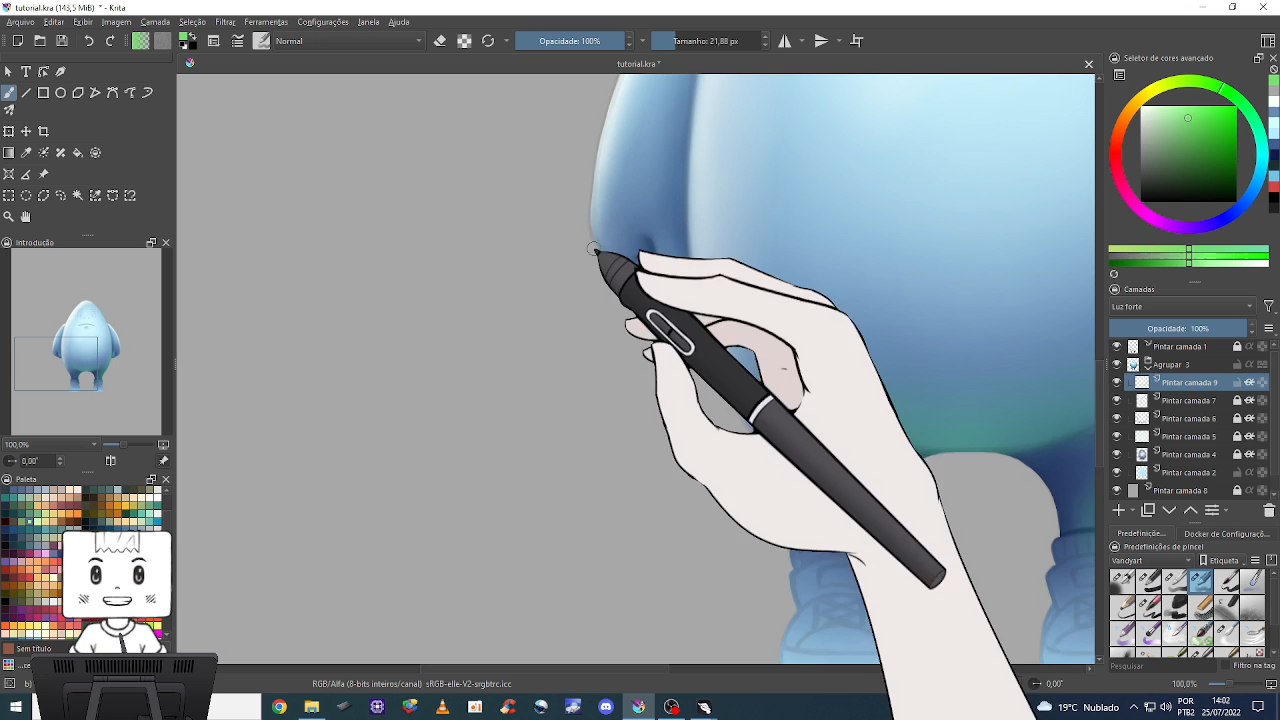 tutorial.kra (143,5 MiB) * - Krita
Arquivo Editar Exibir Imagem Camada Seleção Filtrar Ferramentas Configurações Janela Ajuda
Normal
Opacidade: 100%
Tamanho: 21,88 px
tutorial.kra *
Seletor de cores avançado
Introdução
100,0%
0,00°
Paleta
Sem título
Camadas
Luz forte
Opacidade: 100%
Pintar camada 1
Agrupar 3
Pintar camada 9
Pintar camada 7
Pintar camada 6
Pintar camada 5
Pintar camada 4
Pintar camada 2
Pintar camada 8
Predefiniçõe...
Docker de Configuraçõ...
Predefinições de pincel
Vandyart
Etiqueta
Pesquisar
Filtro na tag
RGB/Alfa (8-bits inteiros/canal) sRGB-elle-V2-srgbtrc.icc
0,00°
100,0%
19°C Nublado
POR
PTB
14:02
25/07/2022